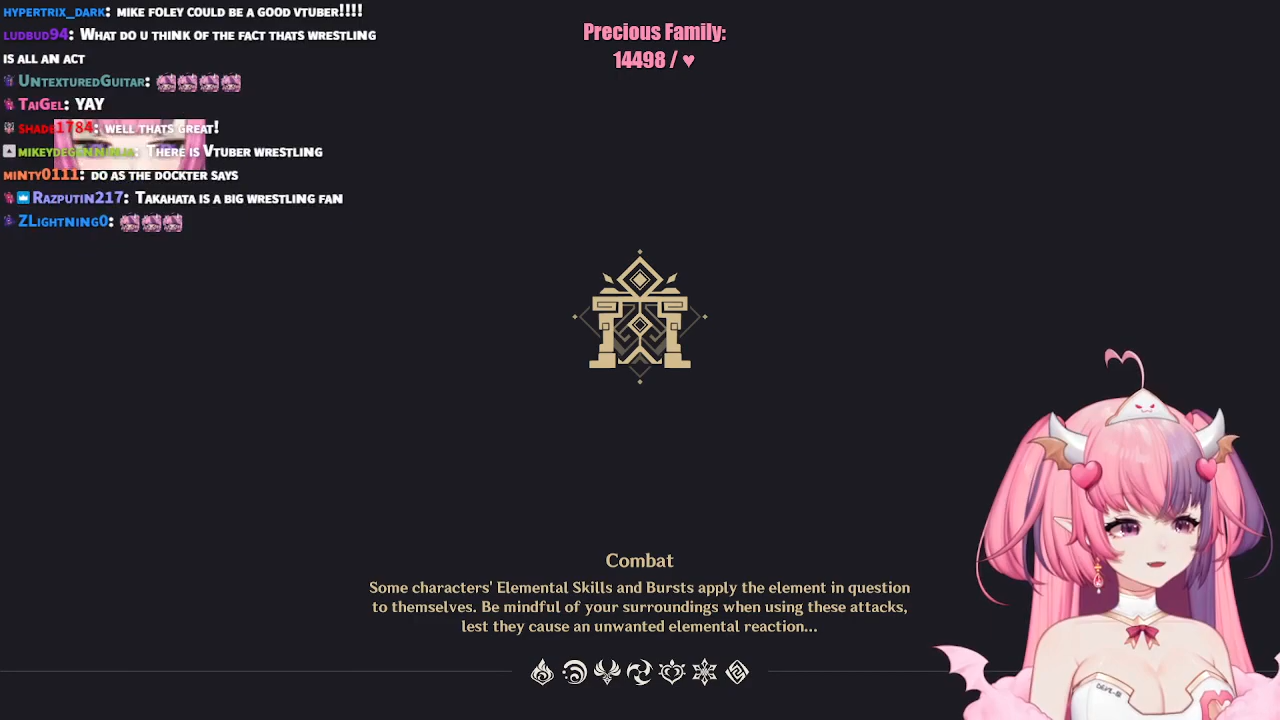 HYPERTRIX_DARK: MIKE FOLEY COULD BE A GOOD VTUBER!!!!
LUDBUD94: WHAT DO U THINK OF THE FACT THATS WRESTLING
IS ALL AN ACT
UNTEXTUREDGUITAR:
TAIGEL: YAY
SHADE1784: WELL THATS GREAT!
MIKEYDEGENNINJA: THERE IS VTUBER WRESTLING
MINTY0111: DO AS THE DOCKTER SAYS
RAZPUTIN217: TAKAHATA IS A BIG WRESTLING FAN
ZLIGHTNING0:
Precious Family:
14498 / ♥
Combat
Some characters' Elemental Skills and Bursts apply the element in question
to themselves. Be mindful of your surroundings when using these attacks,
lest they cause an unwanted elemental reaction...